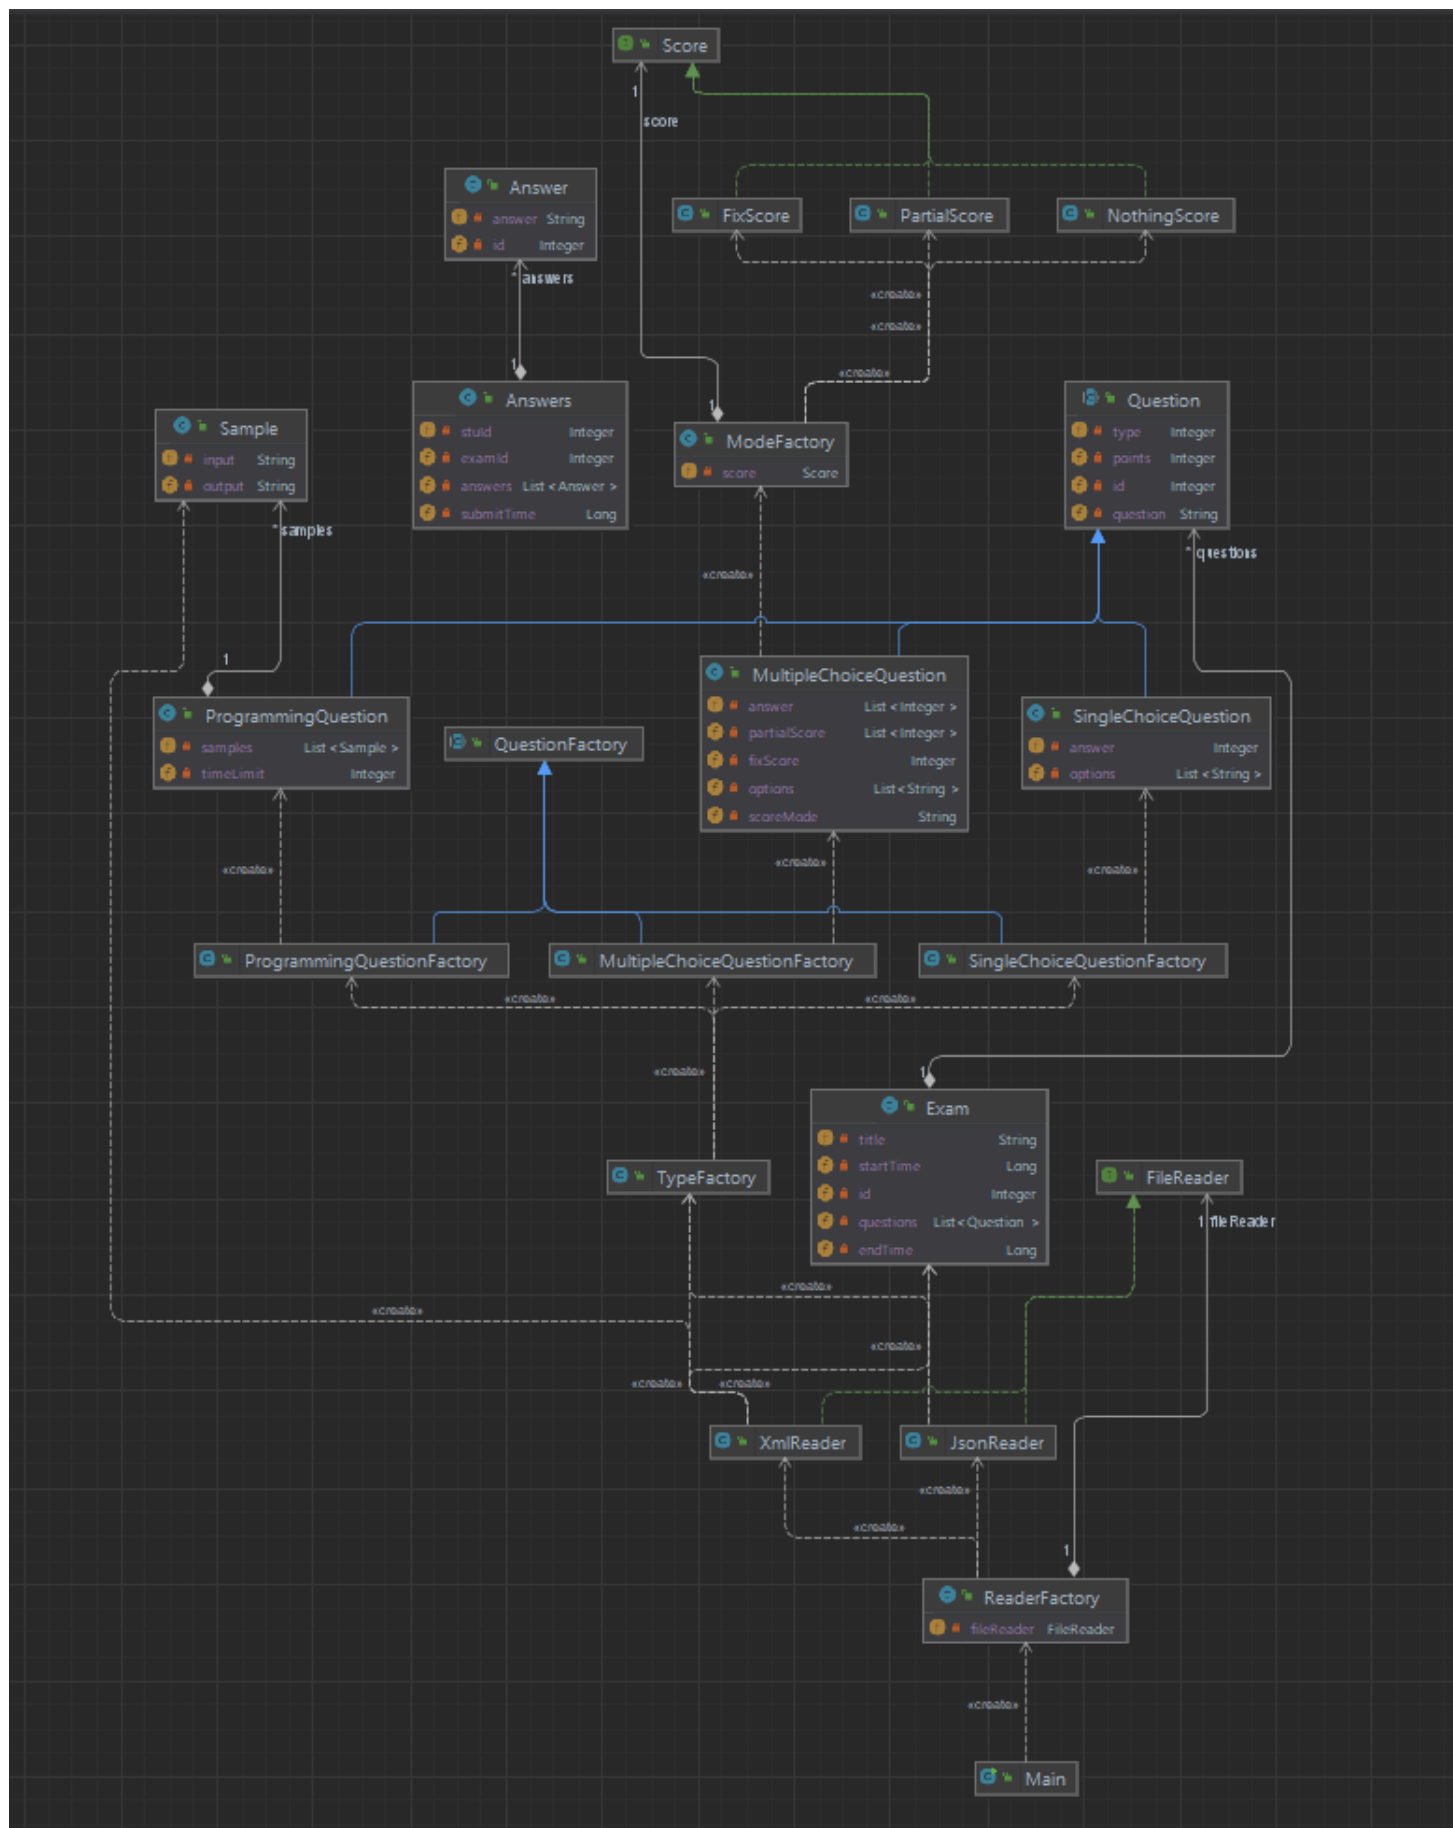 Score
1
score
Answer
answer String
id Integer
FixScore
PartialScore
NothingScore
* answers
«create»
«create»
1
«create»
Answers
stuId Integer
examId Integer
answers List<Answer>
submitTime Long
Question
type Integer
points Integer
id Integer
question String
Sample
input String
output String
1
ModeFactory
score Score
* samples
* questions
«create»
1
MultipleChoiceQuestion
answer List<Integer>
partialScore List<Integer>
fixScore Integer
options List<String>
scoreMode String
ProgrammingQuestion
samples List<Sample>
timeLimit Integer
QuestionFactory
SingleChoiceQuestion
answer Integer
options List<String>
«create»
«create»
«create»
ProgrammingQuestionFactory
MultipleChoiceQuestionFactory
SingleChoiceQuestionFactory
«create»
«create»
«create»
1
Exam
title String
startTime Long
id Integer
questions List<Question>
endTime Long
TypeFactory
FileReader
1 fileReader
«create»
«create»
«create»
«create»
«create»
XmlReader
JsonReader
«create»
«create»
1
ReaderFactory
fileReader FileReader
«create»
Main